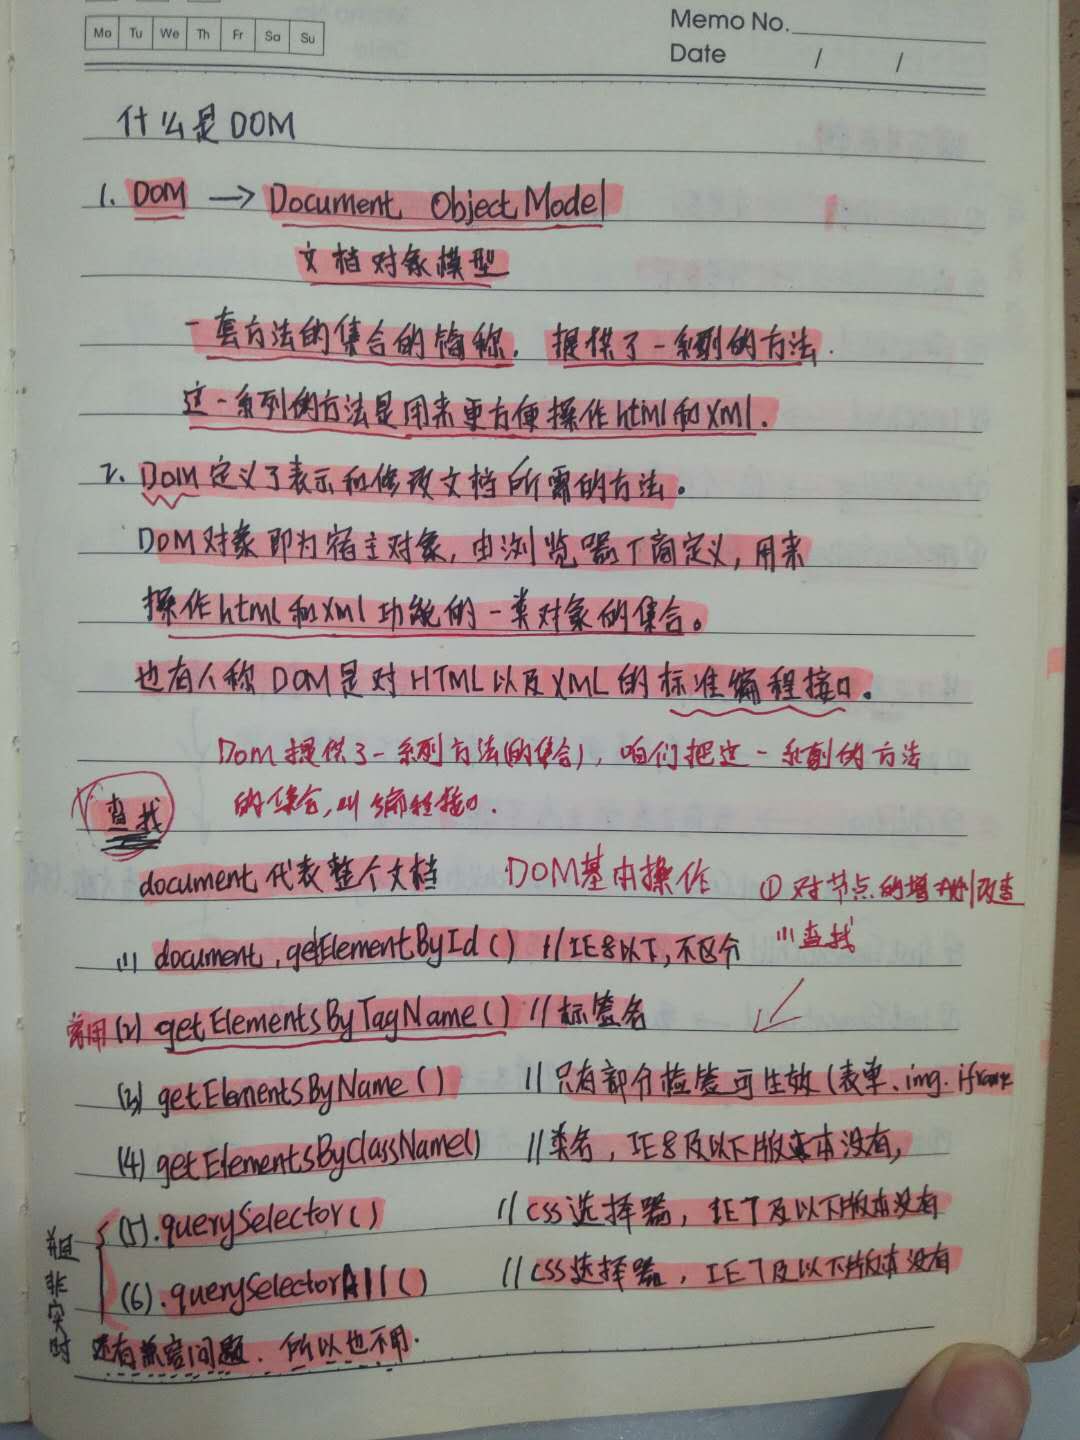 Mo Tu We Th Fr Sa Su
Memo No.
Date / /
什么是DOM
1. DOM → Document Object Model
文档对象模型
一套方法的集合的简称, 提供了一系列的方法.
这一系列的方法是用来更方便操作html和xml.
2. DOM定义了表示和修改文档所需的方法。
DOM对象即为宿主对象, 由浏览器厂商定义, 用来
操作html和xml功能的一类对象的集合。
也有人称DOM是对HTML以及XML的标准编程接口。
DOM提供了一系列方法(的集合), 咱们把这一系列的方法
的集合, 叫编程接口.
查找
document代表整个文档 DOM基本操作 ① 对节点的增删改查
(1) document.getElementById() //IE8以下, 不区分 (1)查找
常用 (2) getElementsByTagName() //标签名
(3) getElementsByName() //只有部分标签可生效(表单.img.iframe
(4) getElementsByClassName() //类名, IE8及以下版本没有,
(5).querySelector() //css选择器, IE7及以下版本没有
(6).querySelectorAll() //css选择器, IE7及以下版本没有
非实时
还有兼容问题. 所以也不用.